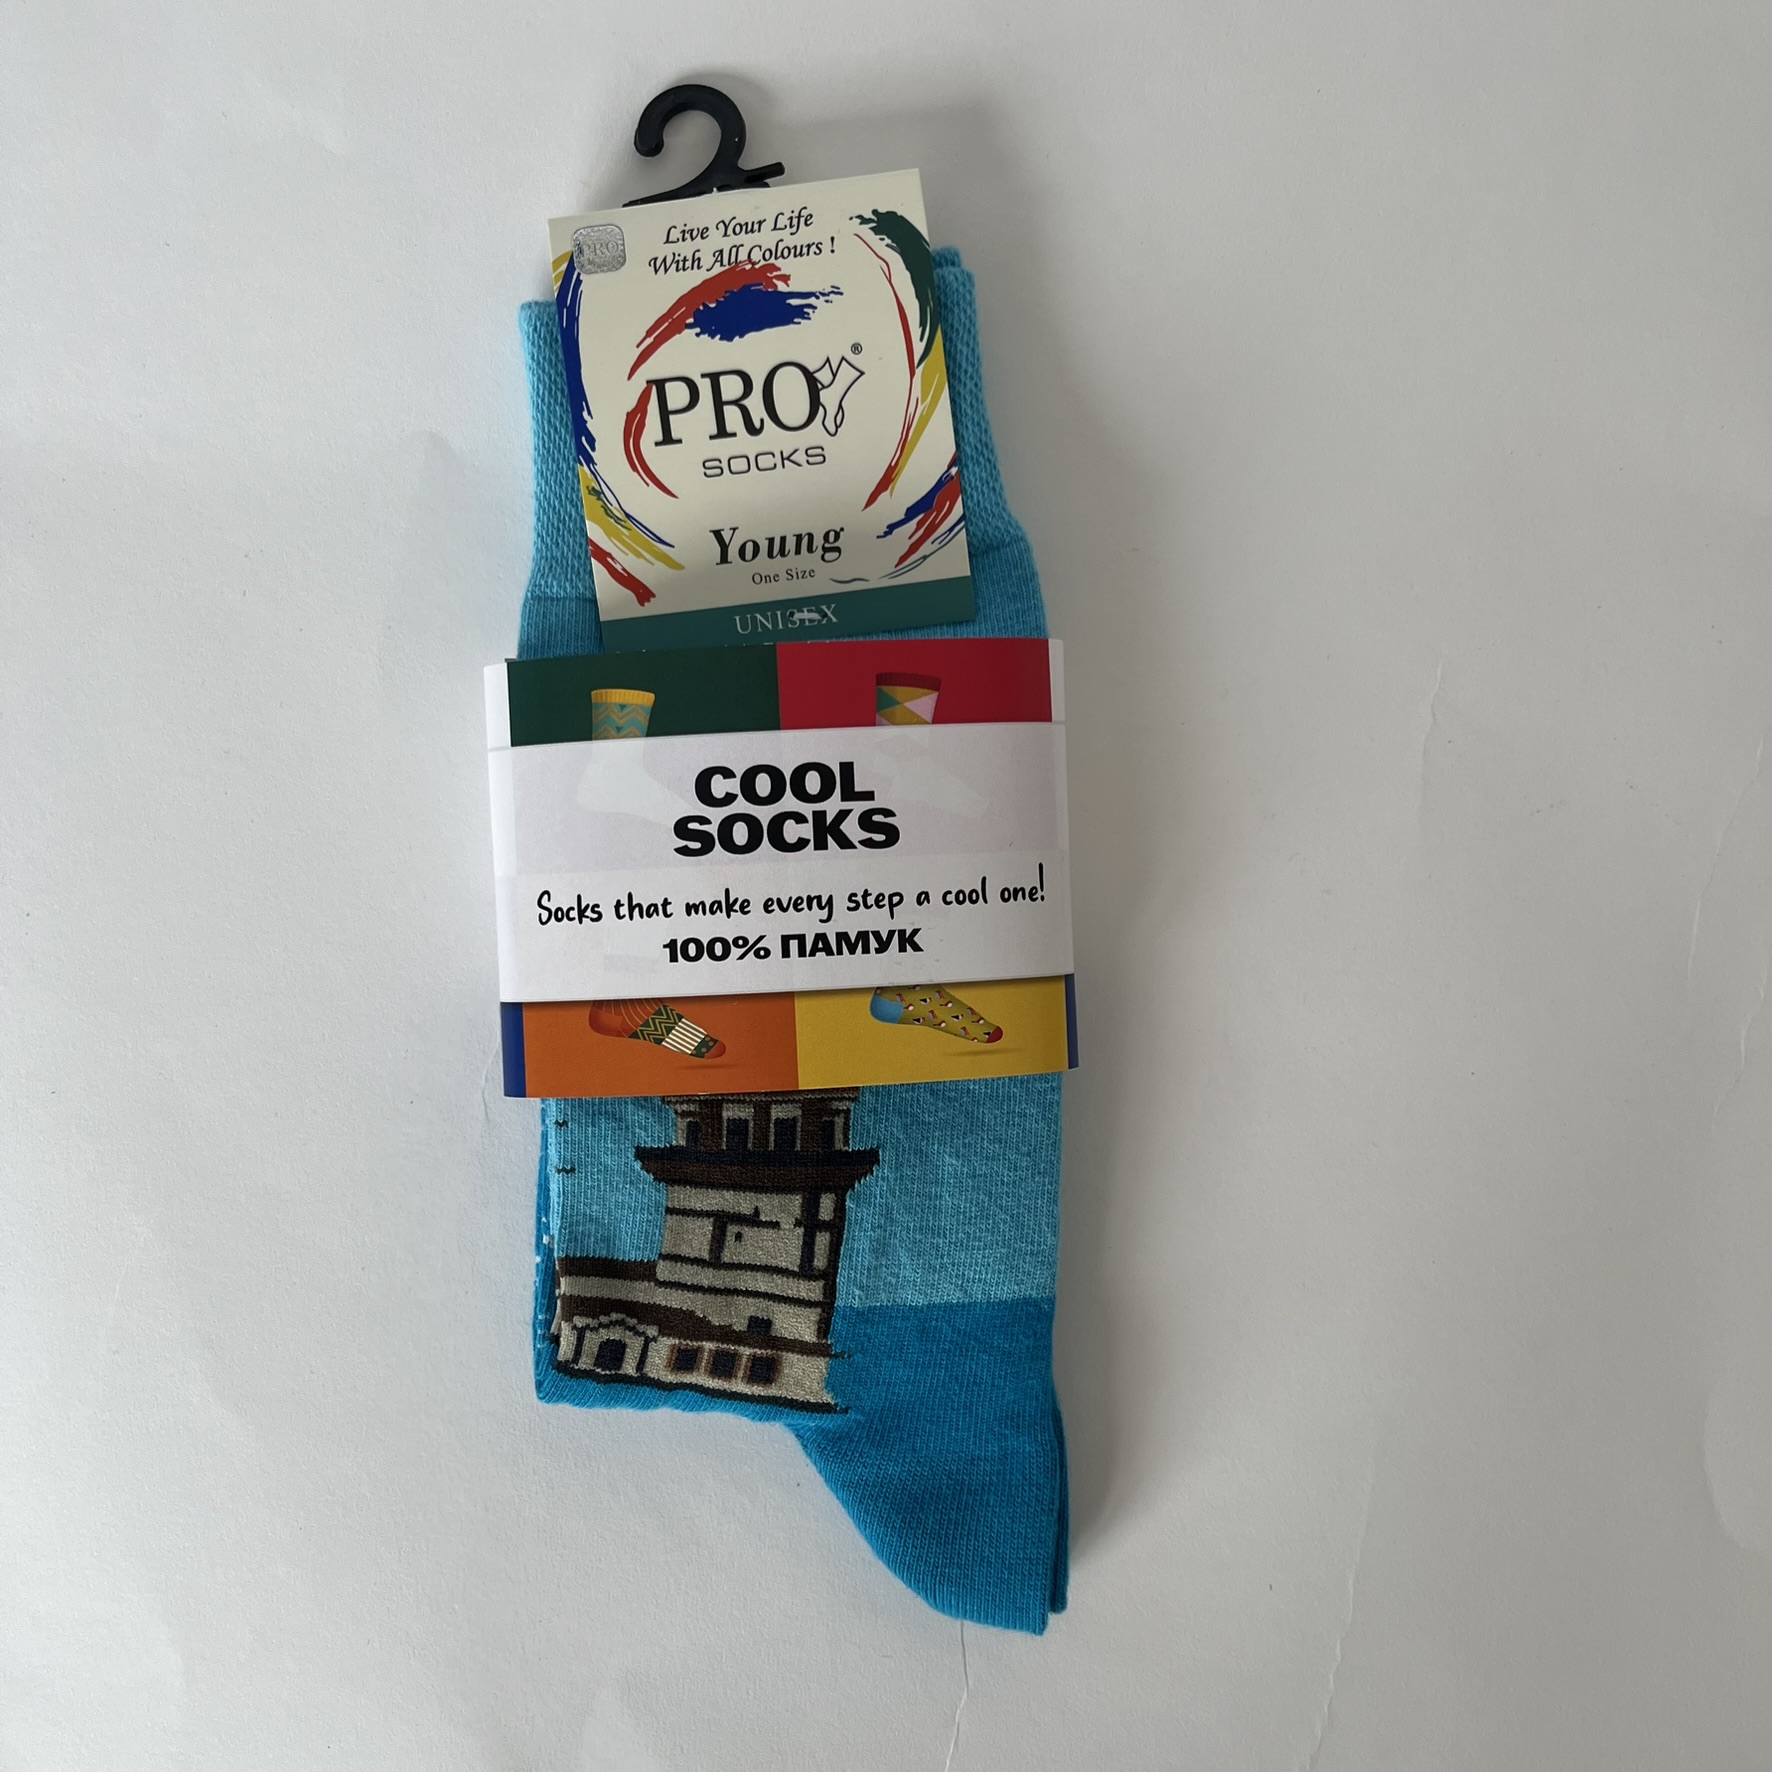 PRO
Live Your Life
With All Colours !
PRO®
SOCKS
Young
One Size
UNISEX
COOL
SOCKS
Socks that make every step a cool one!
100% ПАМУК